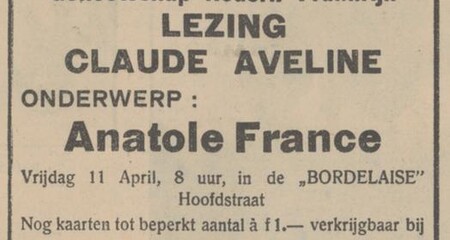 LEZING
CLAUDE AVELINE
ONDERWERP :
Anatole France
Vrijdag 11 April, 8 uur, in de „BORDELAISE”
Hoofdstraat
Nog kaarten tot beperkt aantal à f 1.— verkrijgbaar bij